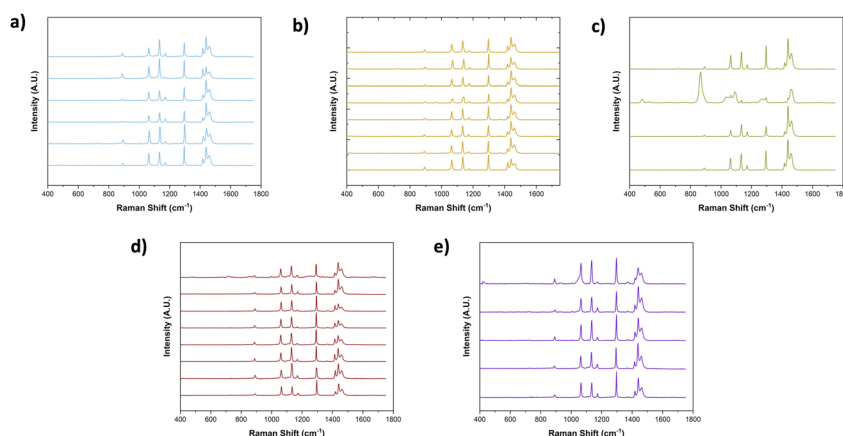 a)
Intensity (A.U.)
400 600 800 1000 1200 1400 1600 1800
Raman Shift (cm⁻¹)
b)
Intensity (A.U.)
400 600 800 1000 1200 1400 1600
Raman Shift (cm⁻¹)
c)
Intensity (A.U.)
400 600 800 1000 1200 1400 1600 1800
Raman Shift (cm⁻¹)
d)
Intensity (A.U.)
400 600 800 1000 1200 1400 1600 1800
Raman Shift (cm⁻¹)
e)
Intensity (A.U.)
400 600 800 1000 1200 1400 1600 1800
Raman Shift (cm⁻¹)